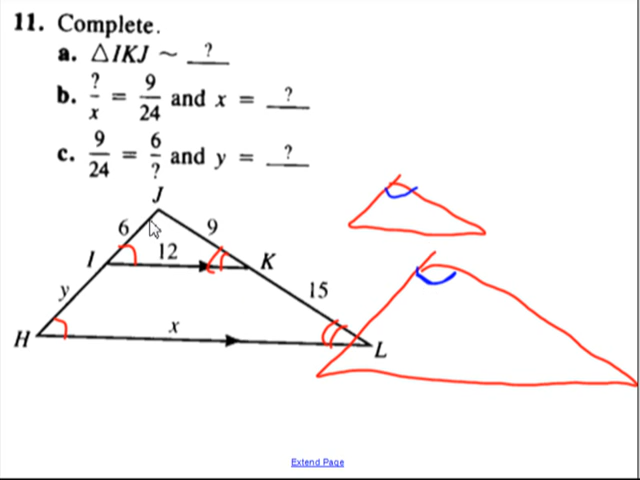 11. Complete.
a. △IKJ ~ ?
b. ?/x = 9/24 and x = ?
c. 9/24 = 6/? and y = ?
J
6 9
I 12 K
y 15
H x L
Extend Page